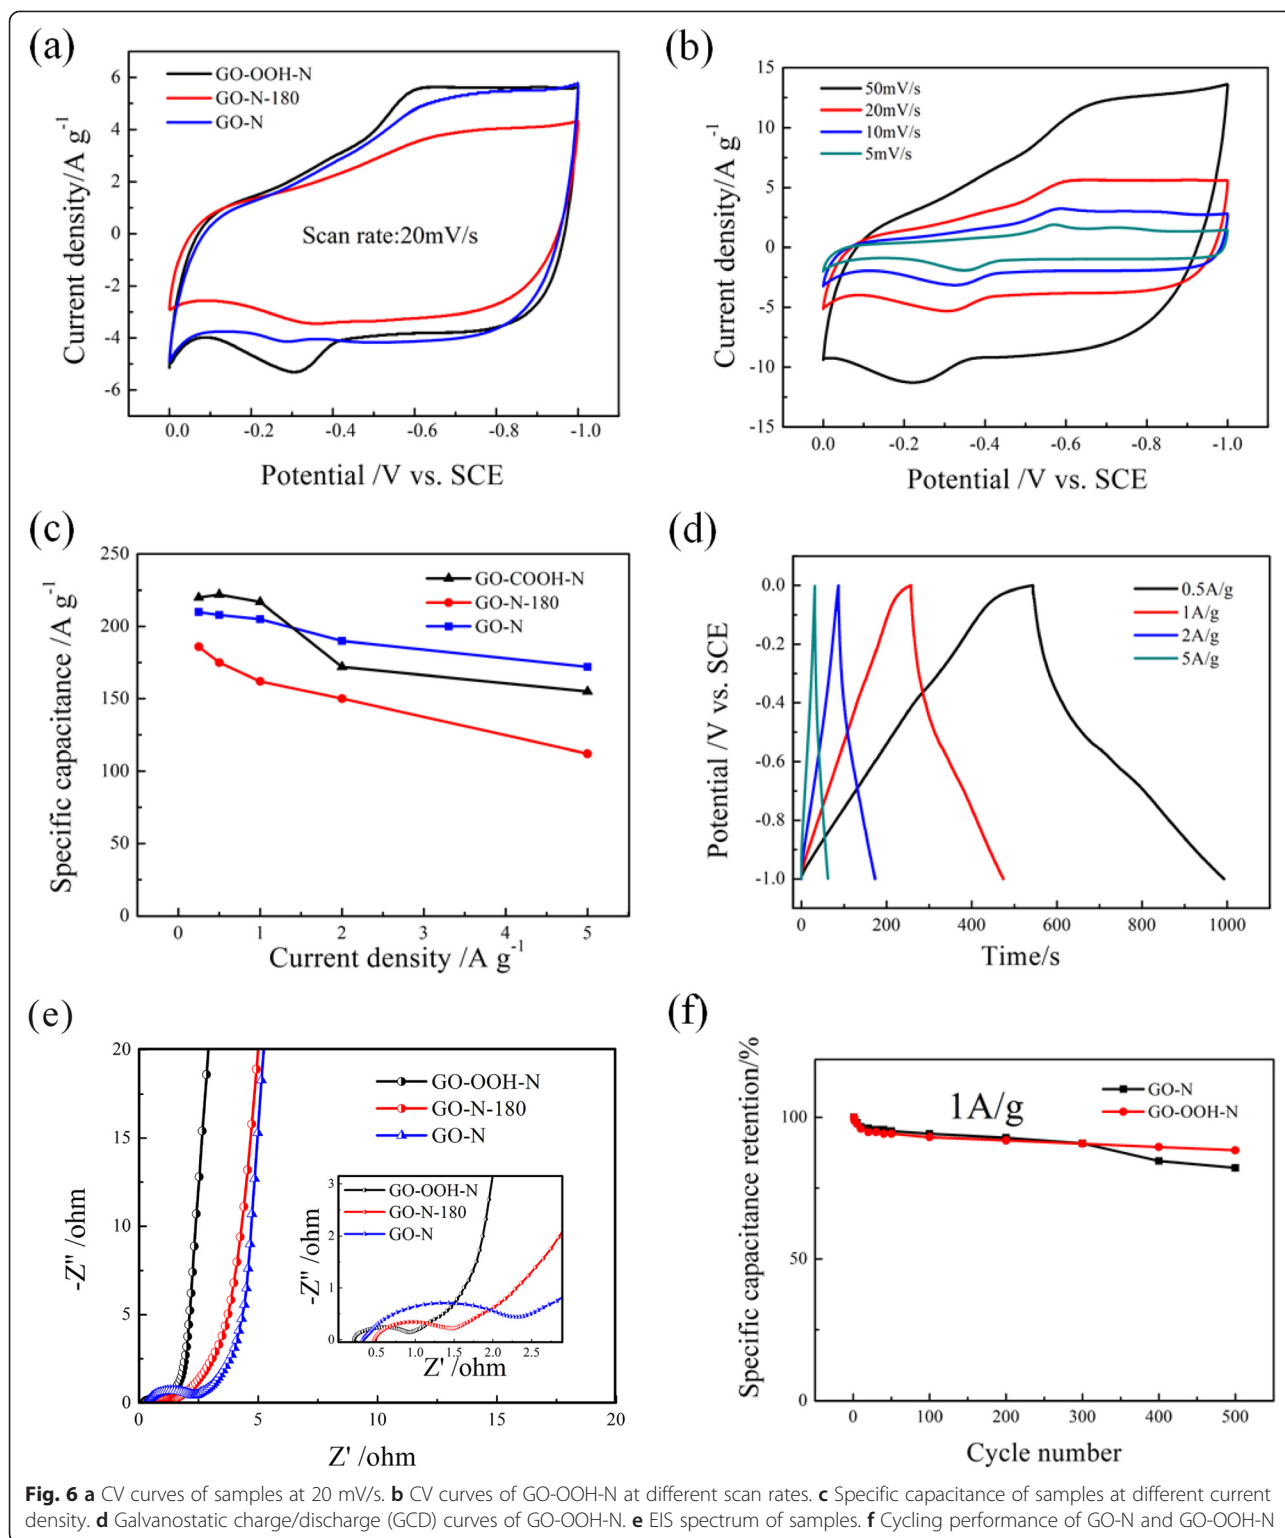 (a)
GO-OOH-N
GO-N-180
GO-N
Scan rate:20mV/s
Current density/A g-1
6
4
2
0
-2
-4
-6
0.0 -0.2 -0.4 -0.6 -0.8 -1.0
Potential /V vs. SCE
(b)
50mV/s
20mV/s
10mV/s
5mV/s
Current density/A g-1
15
10
5
0
-5
-10
-15
0.0 -0.2 -0.4 -0.6 -0.8 -1.0
Potential /V vs. SCE
(c)
GO-COOH-N
GO-N-180
GO-N
Specific capacitance /A g-1
250
200
150
100
50
0
0 1 2 3 4 5
Current density /A g-1
(d)
0.5A/g
1A/g
2A/g
5A/g
Potential /V vs. SCE
0.0
-0.2
-0.4
-0.6
-0.8
-1.0
0 200 400 600 800 1000
Time/s
(e)
GO-OOH-N
GO-N-180
GO-N
-Z'' /ohm
20
15
10
5
0
0 5 10 15 20
Z' /ohm
GO-OOH-N
GO-N-180
GO-N
-Z'' /ohm
3
2
1
0
0.5 1.0 1.5 2.0 2.5
Z' /ohm
(f)
1A/g
GO-N
GO-OOH-N
Specific capacitance retention/%
100
50
0
0 100 200 300 400 500
Cycle number
Fig. 6 a CV curves of samples at 20 mV/s. b CV curves of GO-OOH-N at different scan rates. c Specific capacitance of samples at different current
density. d Galvanostatic charge/discharge (GCD) curves of GO-OOH-N. e EIS spectrum of samples. f Cycling performance of GO-N and GO-OOH-N